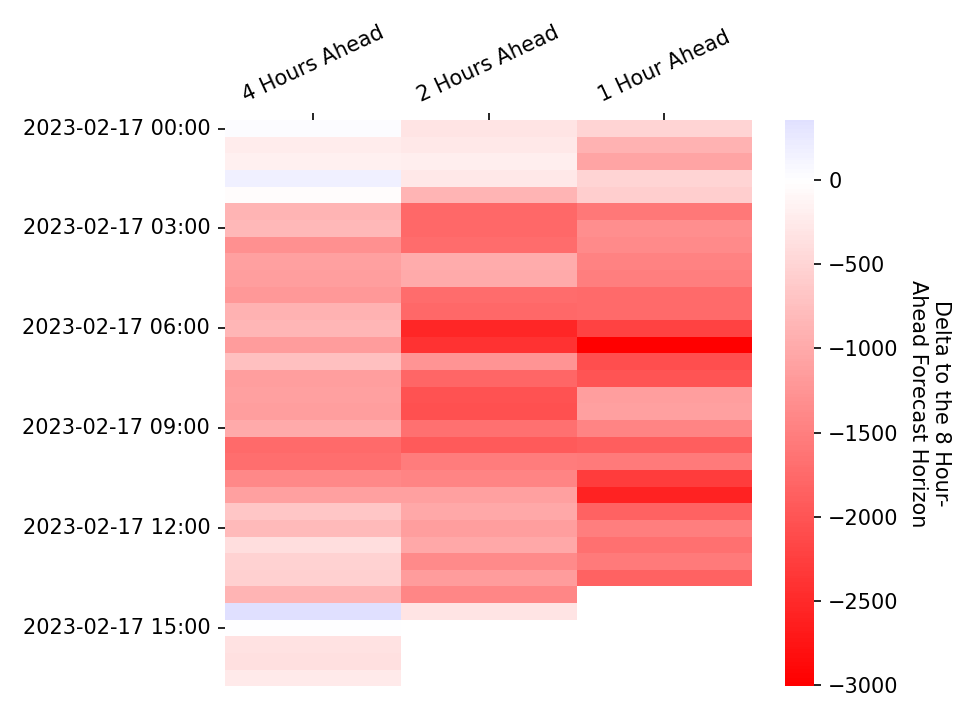 4 Hours Ahead
2 Hours Ahead
1 Hour Ahead
2023-02-17 00:00
2023-02-17 03:00
2023-02-17 06:00
2023-02-17 09:00
2023-02-17 12:00
2023-02-17 15:00
0
−500
−1000
−1500
−2000
−2500
−3000
Delta to the 8 Hour-
Ahead Forecast Horizon